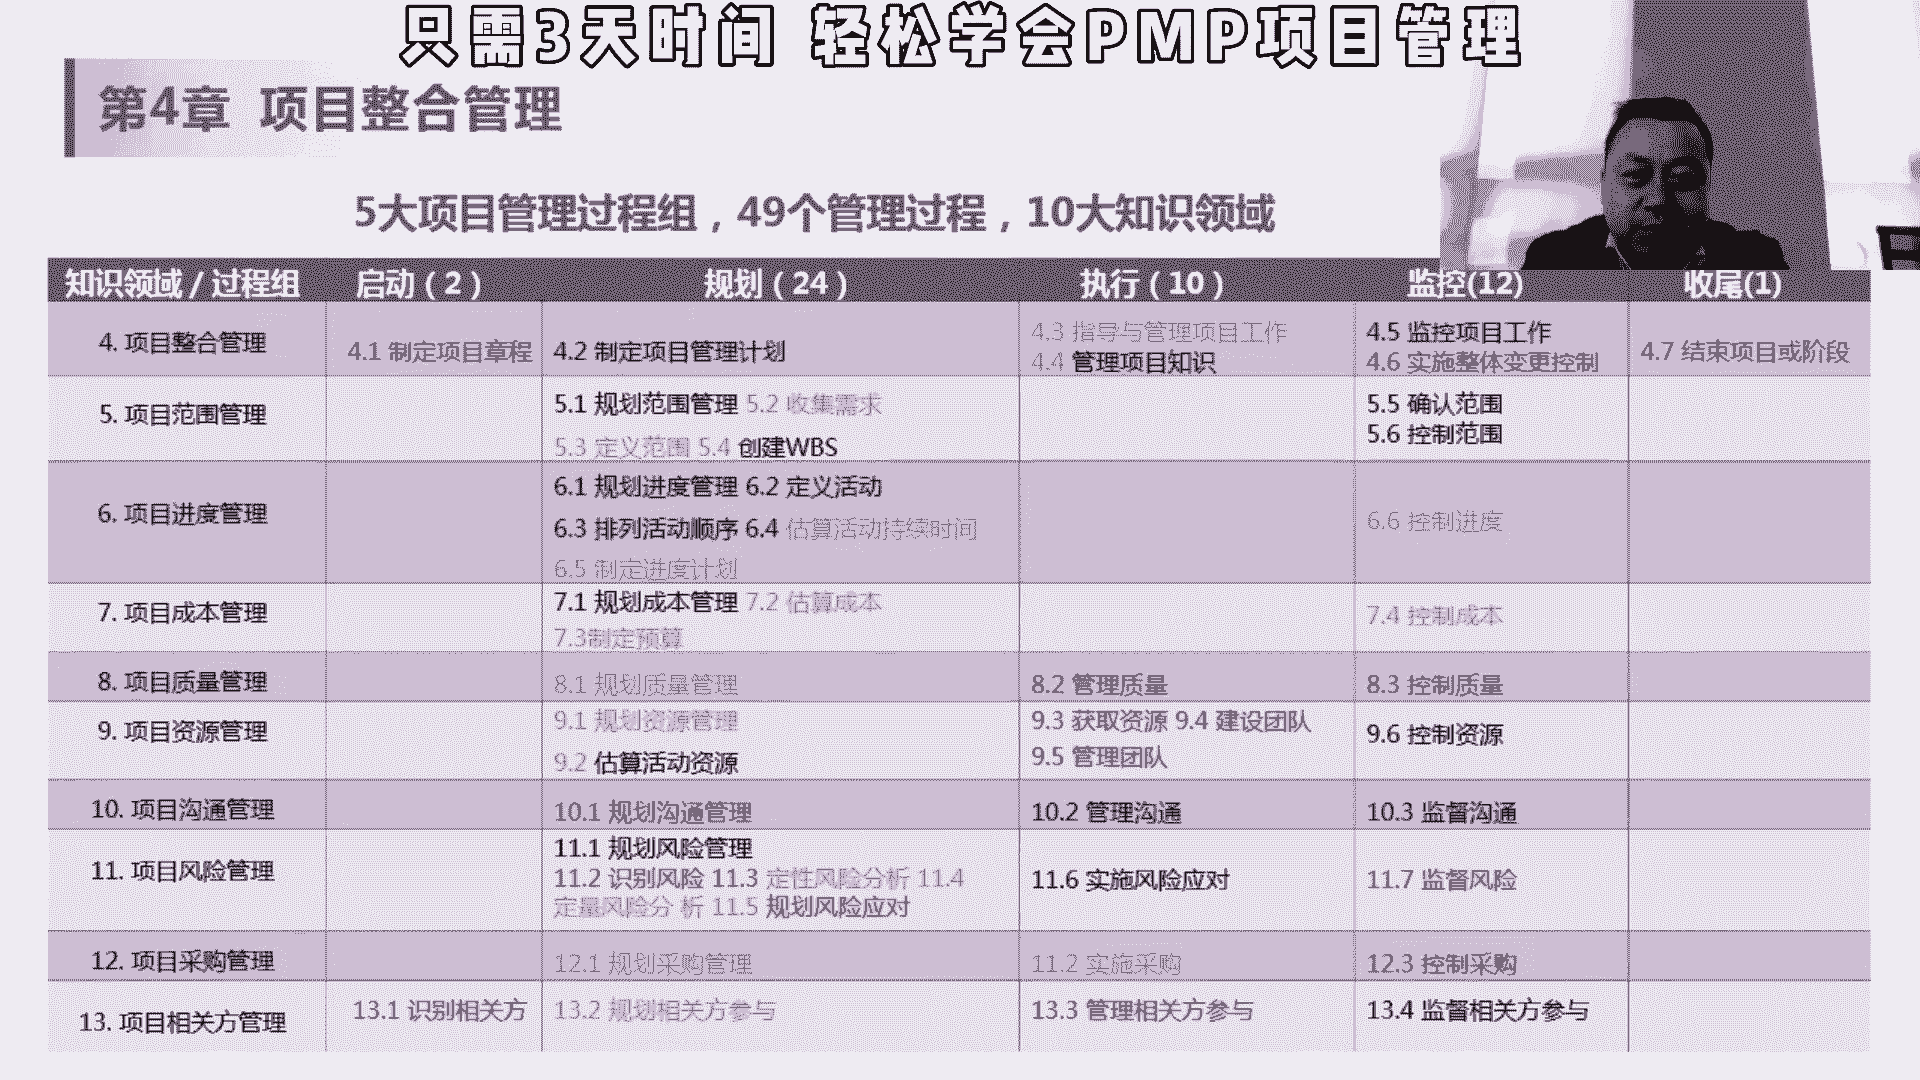 只需3天时间 轻松学会PMP项目管理
第4章 项目整合管理
5大项目管理过程组，49个管理过程，10大知识领域
知识领域 / 过程组 启动（2） 规划（24） 执行（10） 监控(12) 收尾(1)
4. 项目整合管理
4.1 制定项目章程
4.2 制定项目管理计划
4.3 指导与管理项目工作
4.4 管理项目知识
4.5 监控项目工作
4.6 实施整体变更控制
4.7 结束项目或阶段
5. 项目范围管理
5.1 规划范围管理 5.2 收集需求
5.3 定义范围 5.4 创建WBS
5.5 确认范围
5.6 控制范围
6. 项目进度管理
6.1 规划进度管理 6.2 定义活动
6.3 排列活动顺序 6.4 估算活动持续时间
6.5 制定进度计划
6.6 控制进度
7. 项目成本管理
7.1 规划成本管理 7.2 估算成本
7.3制定预算
7.4 控制成本
8. 项目质量管理
8.1 规划质量管理
8.2 管理质量
8.3 控制质量
9. 项目资源管理
9.1 规划资源管理
9.2 估算活动资源
9.3 获取资源 9.4 建设团队
9.5 管理团队
9.6 控制资源
10. 项目沟通管理
10.1 规划沟通管理
10.2 管理沟通
10.3 监督沟通
11. 项目风险管理
11.1 规划风险管理
11.2 识别风险 11.3 定性风险分析 11.4
定量风险分 析 11.5 规划风险应对
11.6 实施风险应对
11.7 监督风险
12. 项目采购管理
12.1 规划采购管理
11.2 实施采购
12.3 控制采购
13. 项目相关方管理
13.1 识别相关方
13.2 规划相关方参与
13.3 管理相关方参与
13.4 监督相关方参与